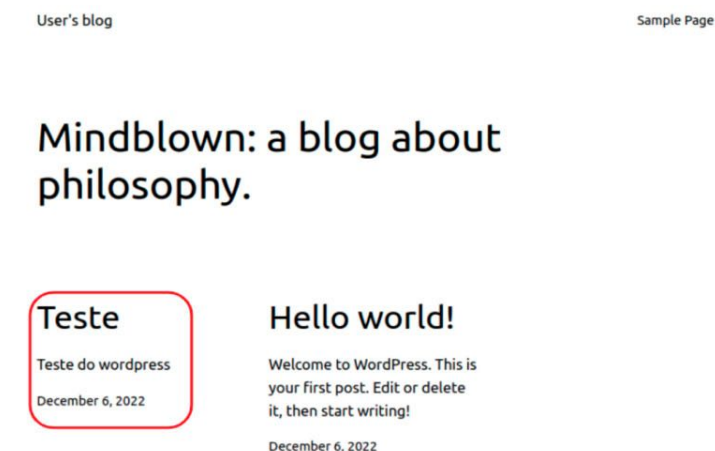 User's blog
Sample Page
Mindblown: a blog about
philosophy.
Teste
Teste do wordpress
December 6, 2022
Hello world!
Welcome to WordPress. This is
your first post. Edit or delete
it, then start writing!
December 6, 2022